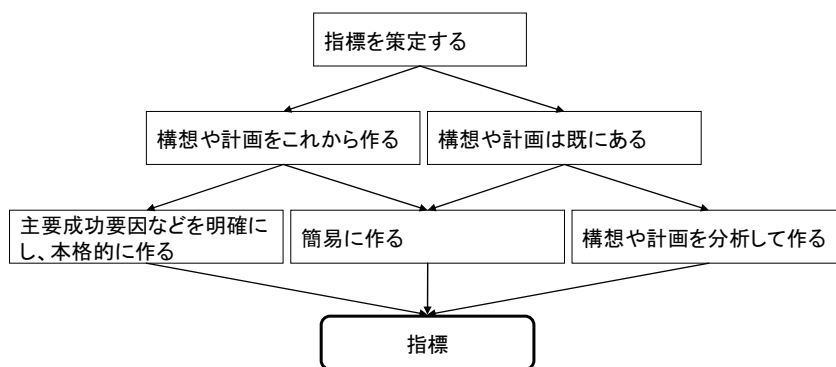 指標を策定する
構想や計画をこれから作る
構想や計画は既にある
主要成功要因などを明確に
し、本格的に作る
簡易に作る
構想や計画を分析して作る
指標